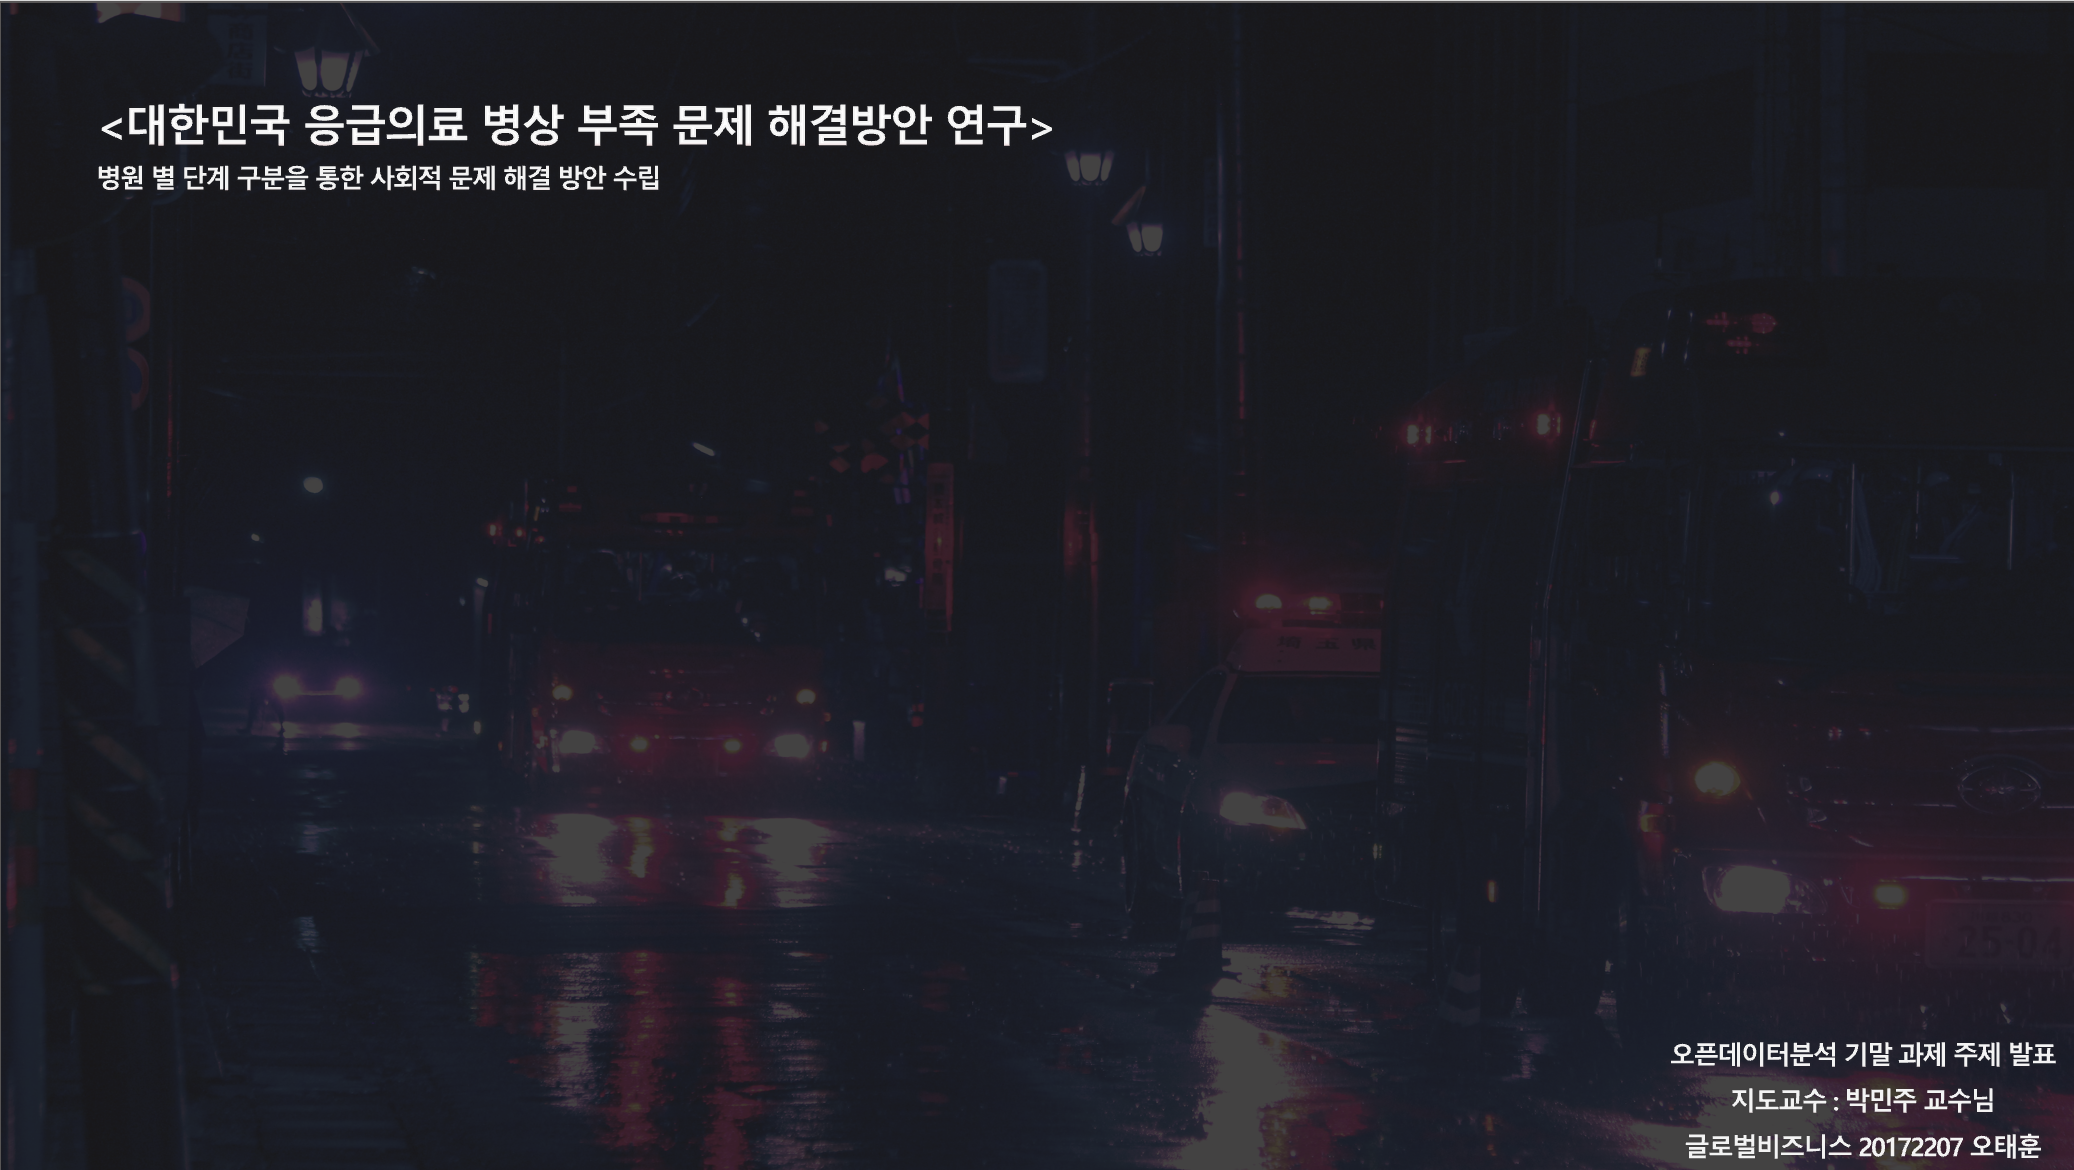 <대한민국 응급의료 병상 부족 문제 해결방안 연구>
병원 별 단계 구분을 통한 사회적 문제 해결 방안 수립
埼玉県
오픈데이터분석 기말 과제 주제 발표
지도교수 : 박민주 교수님
글로벌비즈니스 20172207 오태훈